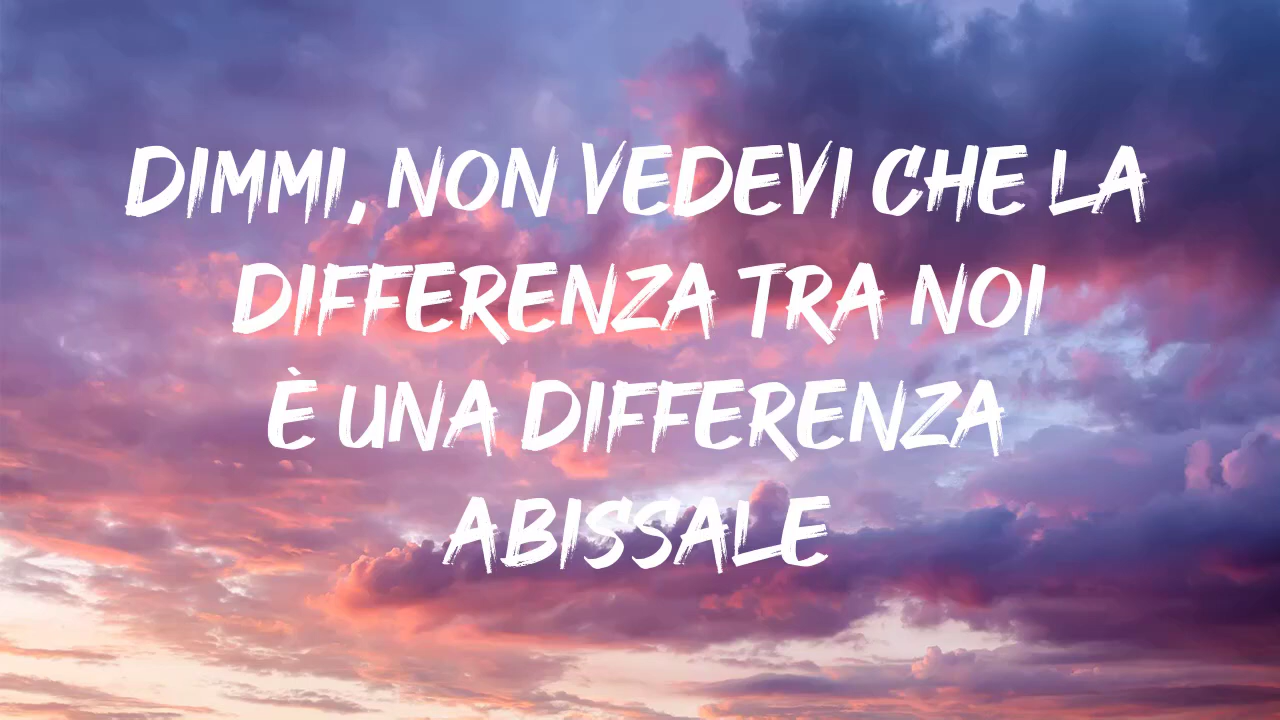 DIMMI, NON VEDEVI CHE LA
DIFFERENZA TRA NOI
È UNA DIFFERENZA
ABISSALE